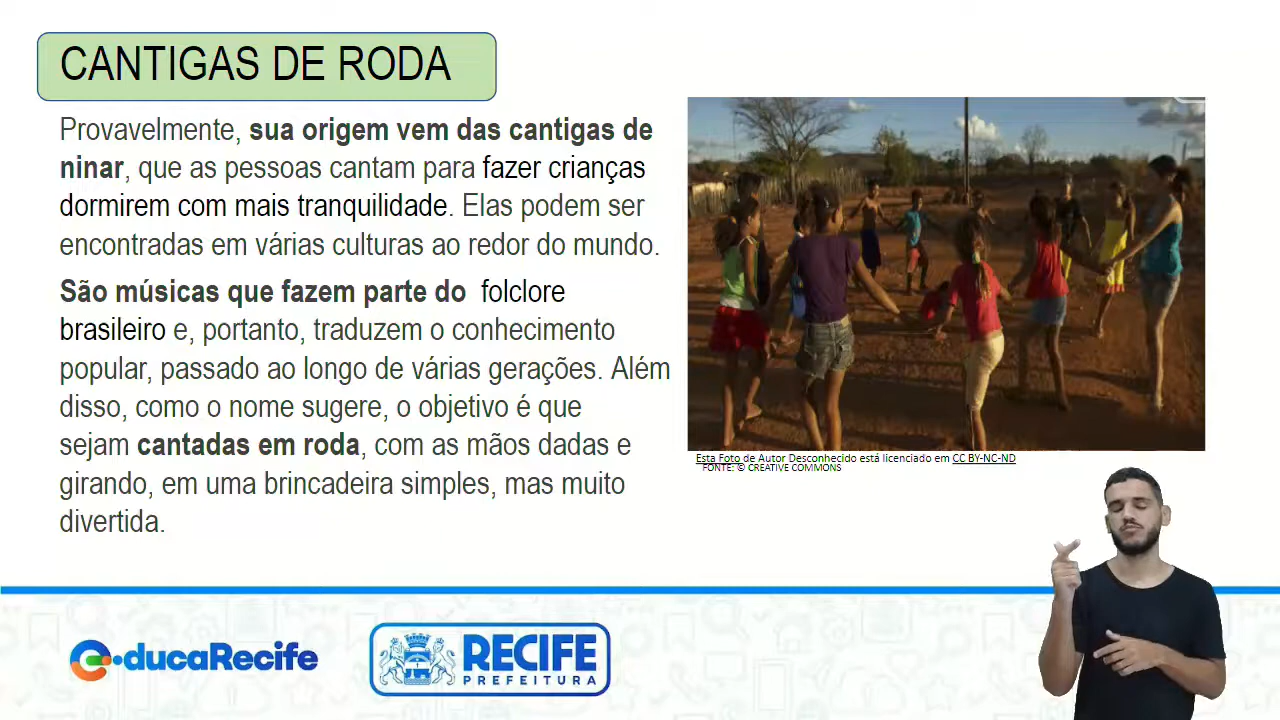 CANTIGAS DE RODA
Provavelmente, sua origem vem das cantigas de
ninar, que as pessoas cantam para fazer crianças
dormirem com mais tranquilidade. Elas podem ser
encontradas em várias culturas ao redor do mundo.
São músicas que fazem parte do folclore
brasileiro e, portanto, traduzem o conhecimento
popular, passado ao longo de várias gerações. Além
disso, como o nome sugere, o objetivo é que
sejam cantadas em roda, com as mãos dadas e
girando, em uma brincadeira simples, mas muito
divertida.
Esta Foto de Autor Desconhecido está licenciado em CC BY-NC-ND
FONTE: © CREATIVE COMMONS
educaRecife
RECIFE
PREFEITURA